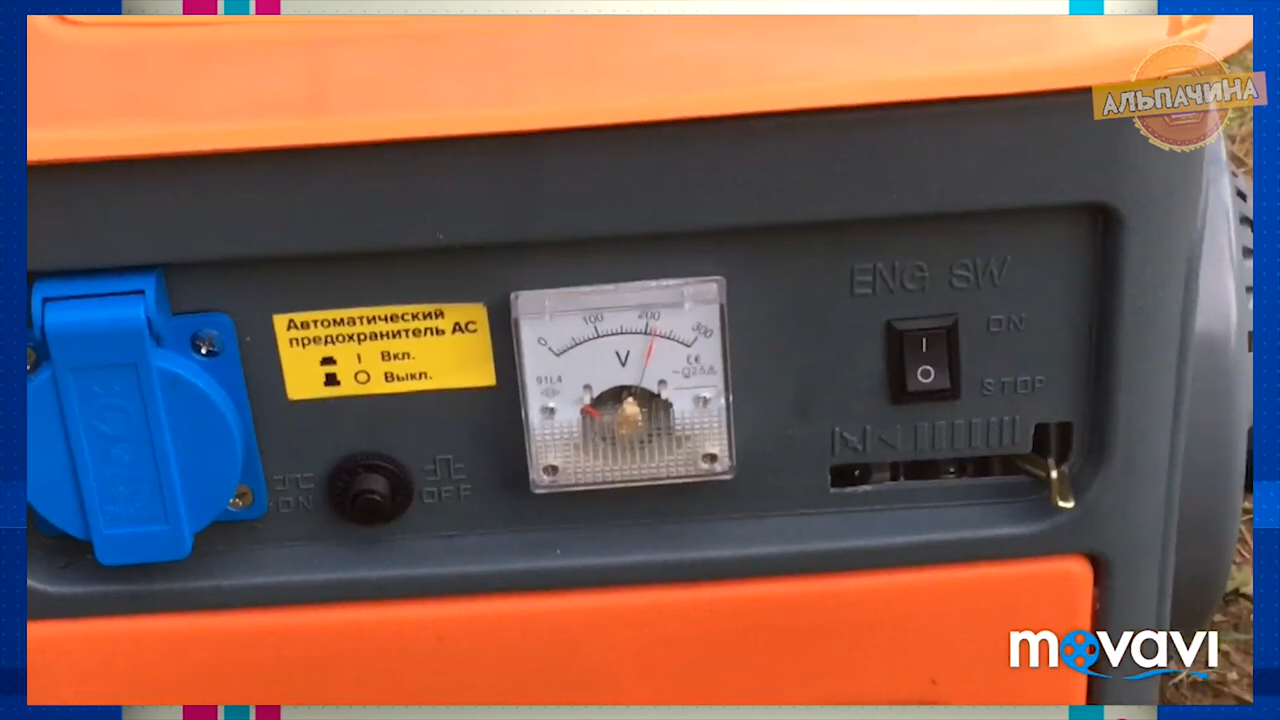 АЛЬПАЧИНА
ENG SW
ON
STOP
Автоматический
предохранитель АС
I Вкл.
O Выкл.
0 100 200 300
V
91L4
CE
2.5
I
O
ON
OFF
movavi